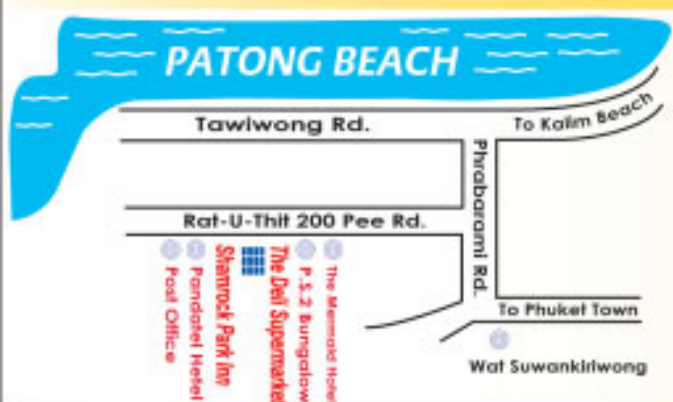 PATONG BEACH
Tawiwong Rd.
To Kalim Beach
Phrabarami Rd.
Rat-U-Thit 200 Pee Rd.
Post Office
Pandatel Hetel
Shamrock Park Inn
The Deli Supermarket
P.S.2 Bungalow
The Mermaid Hotel
To Phuket Town
Wat Suwankiriwong